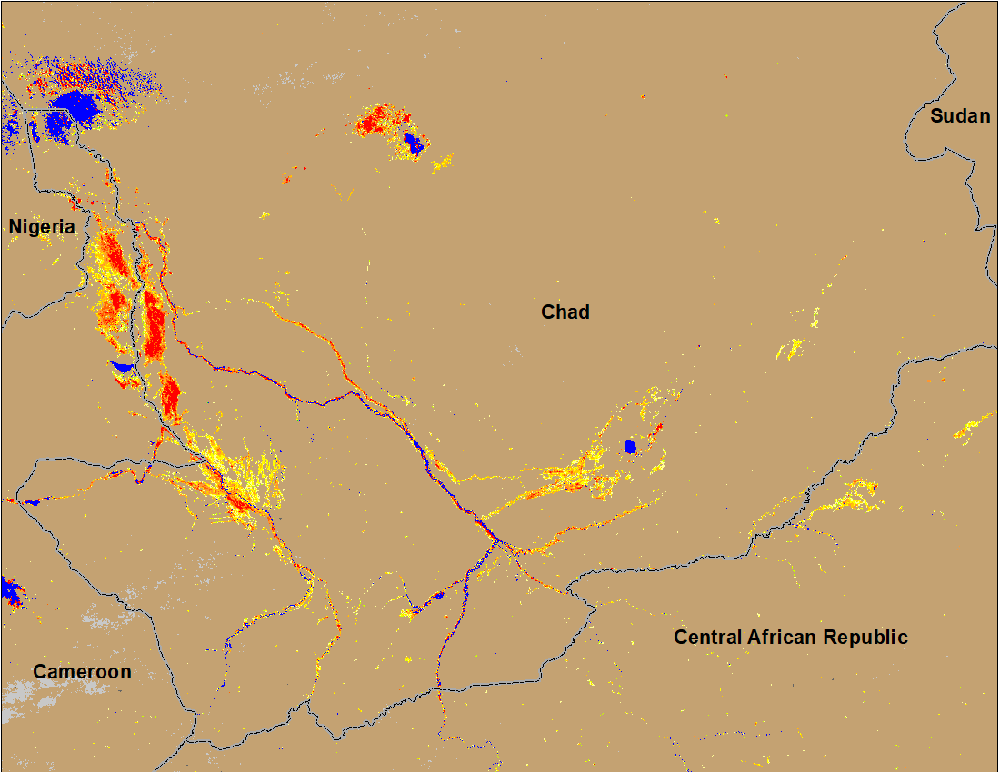 Sudan
Nigeria
Chad
Central African Republic
Cameroon